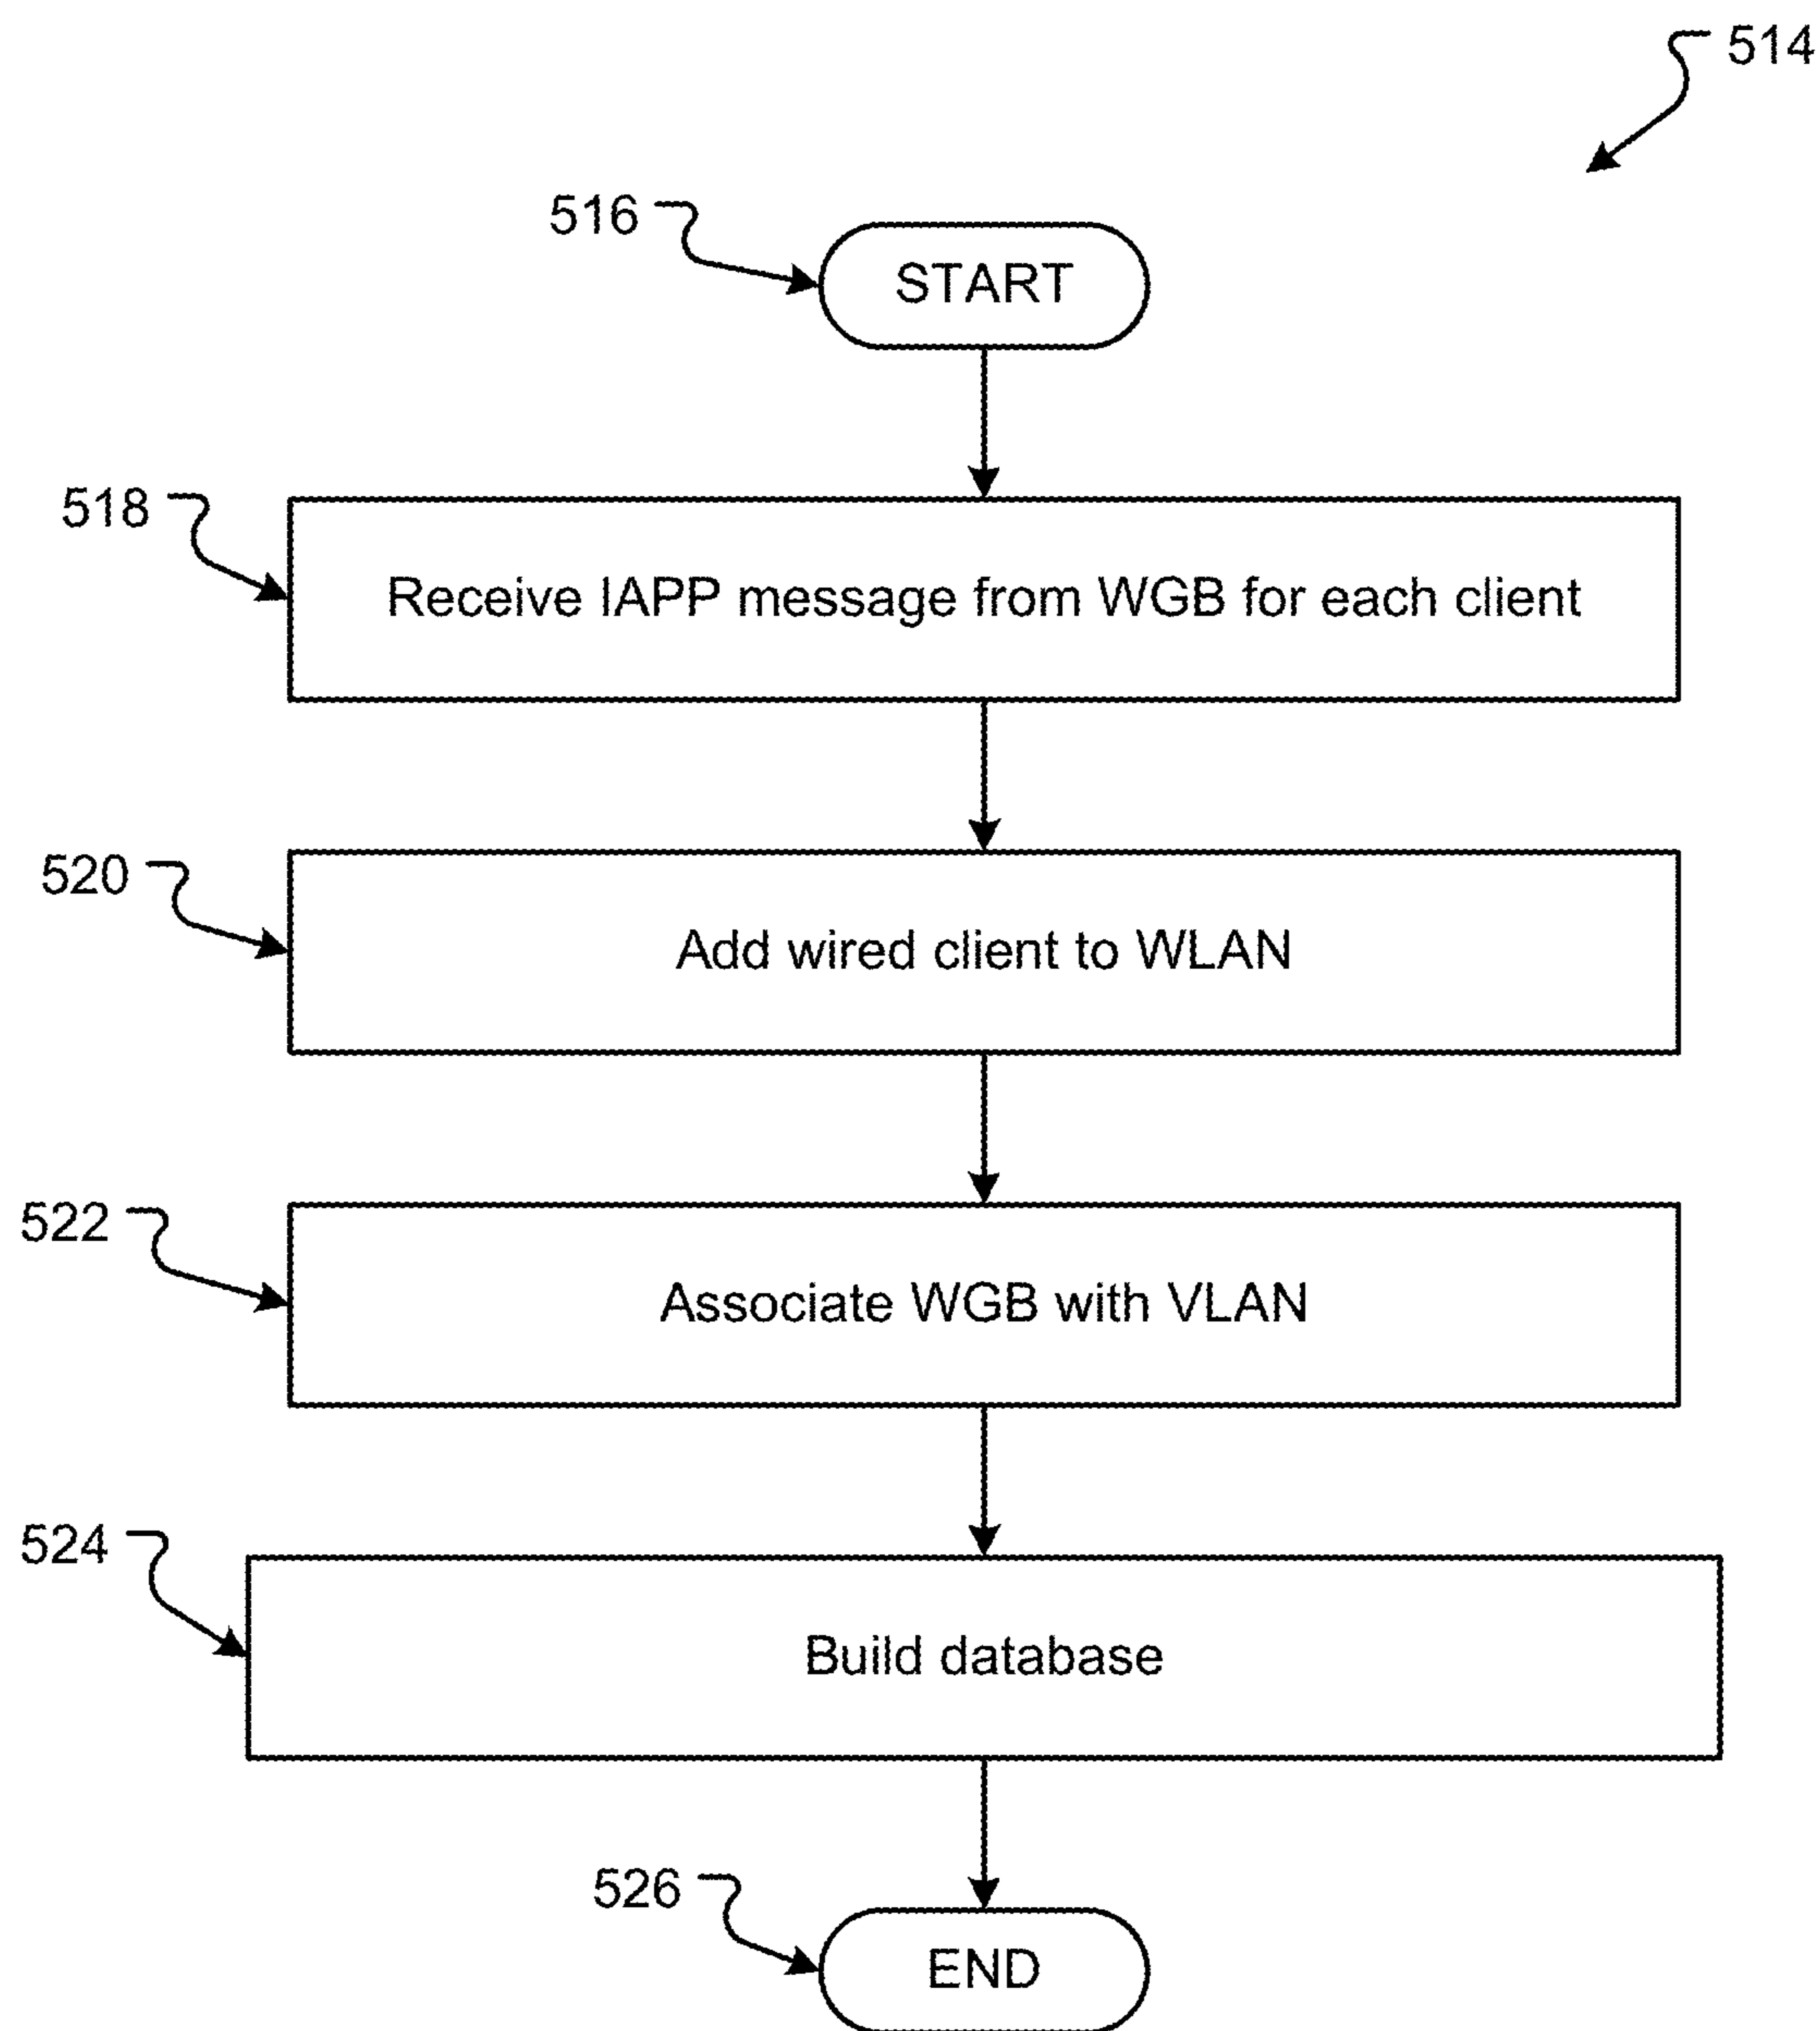 514
516
START
518
Receive IAPP message from WGB for each client
520
Add wired client to WLAN
522
Associate WGB with VLAN
524
Build database
526
END